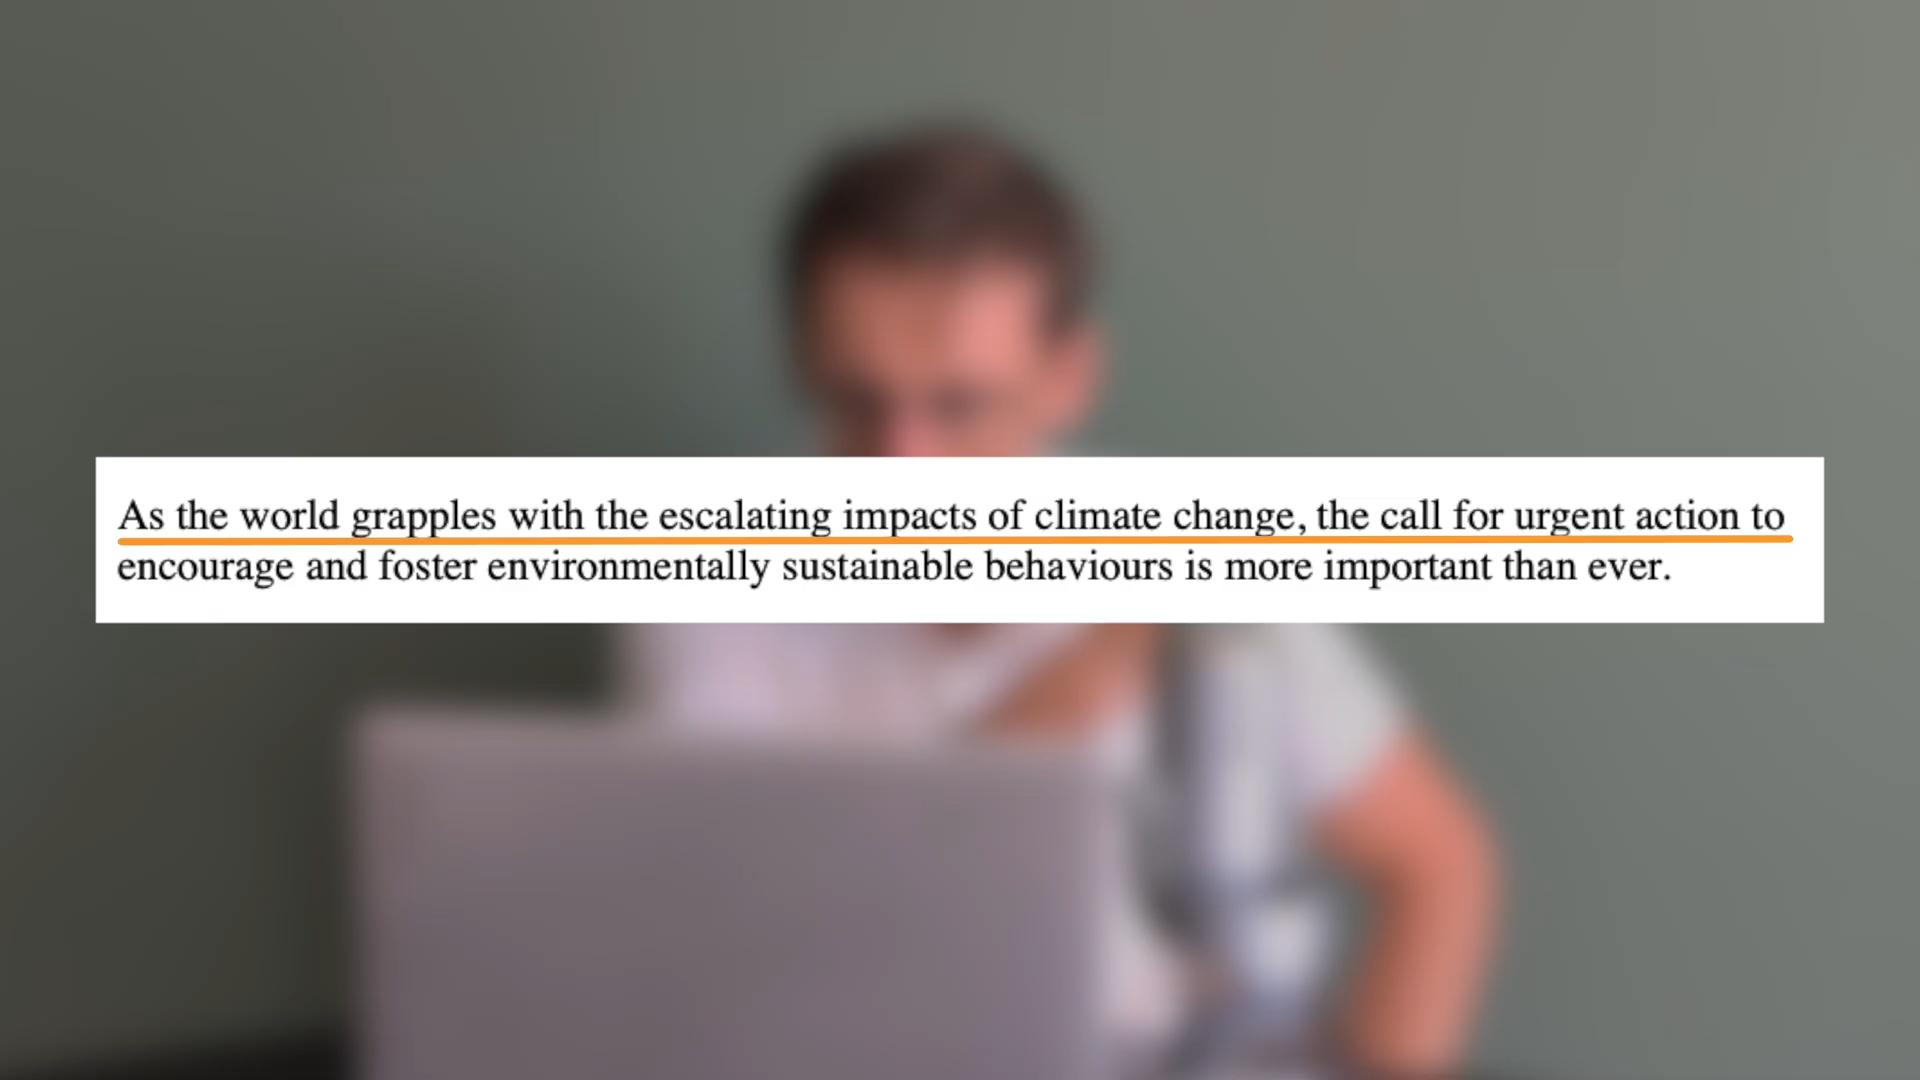 As the world grapples with the escalating impacts of climate change, the call for urgent action to
encourage and foster environmentally sustainable behaviours is more important than ever.